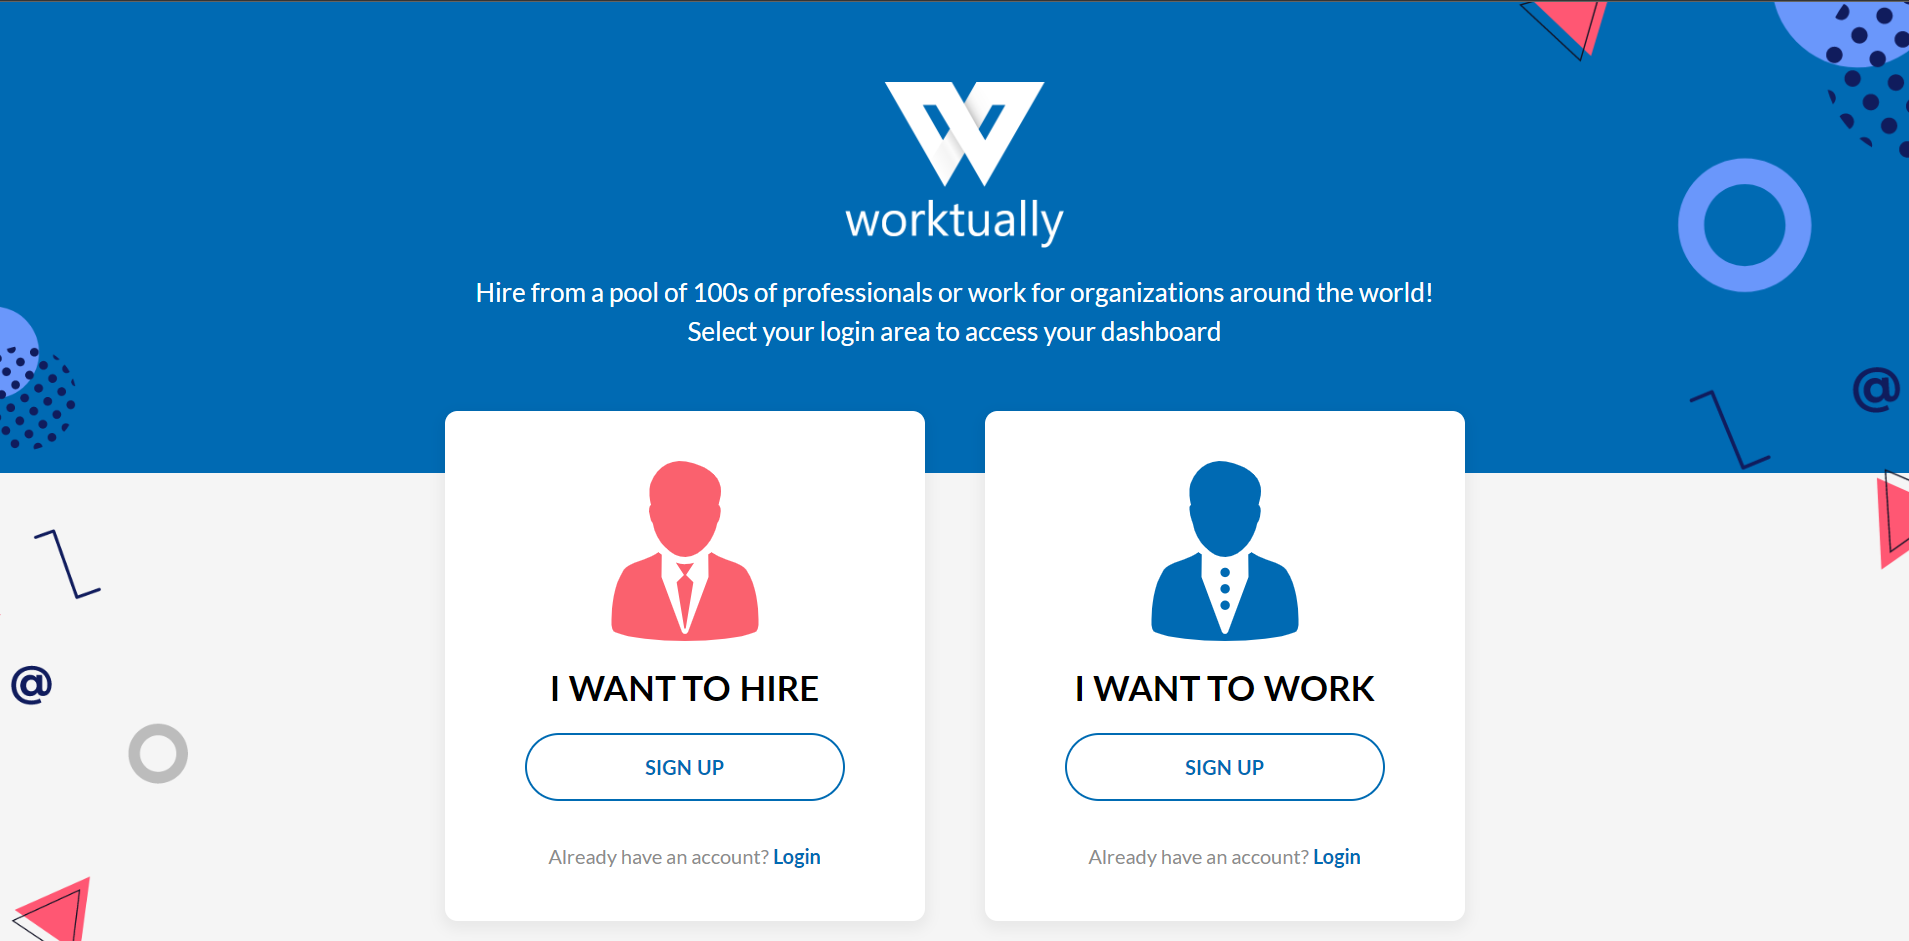 worktually
Hire from a pool of 100s of professionals or work for organizations around the world!
Select your login area to access your dashboard
I WANT TO HIRE
SIGN UP
Already have an account? Login
I WANT TO WORK
SIGN UP
Already have an account? Login
@
@